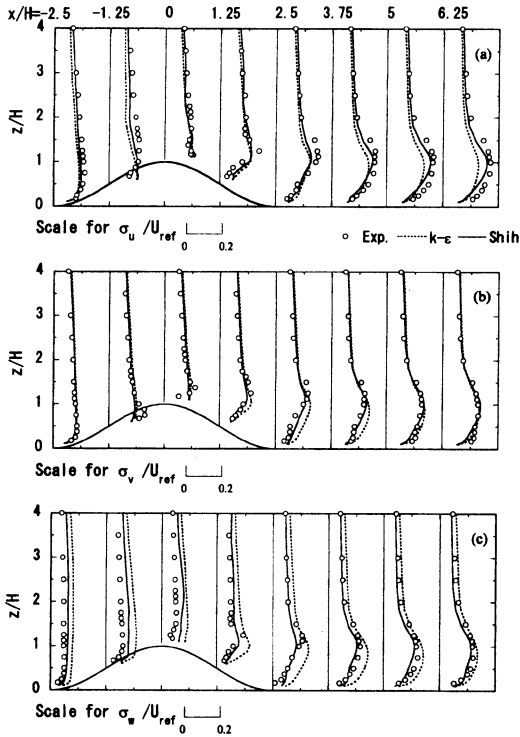 x/H=-2.5 -1.25 0 1.25 2.5 3.75 5 6.25
4
3
2
1
0
z/H
(a)
Scale for σu /Uref
0 0.2
Exp. k-ε Shih
4
3
2
1
0
z/H
(b)
Scale for σv /Uref
0 0.2
4
3
2
1
0
z/H
(c)
Scale for σw /Uref
0 0.2